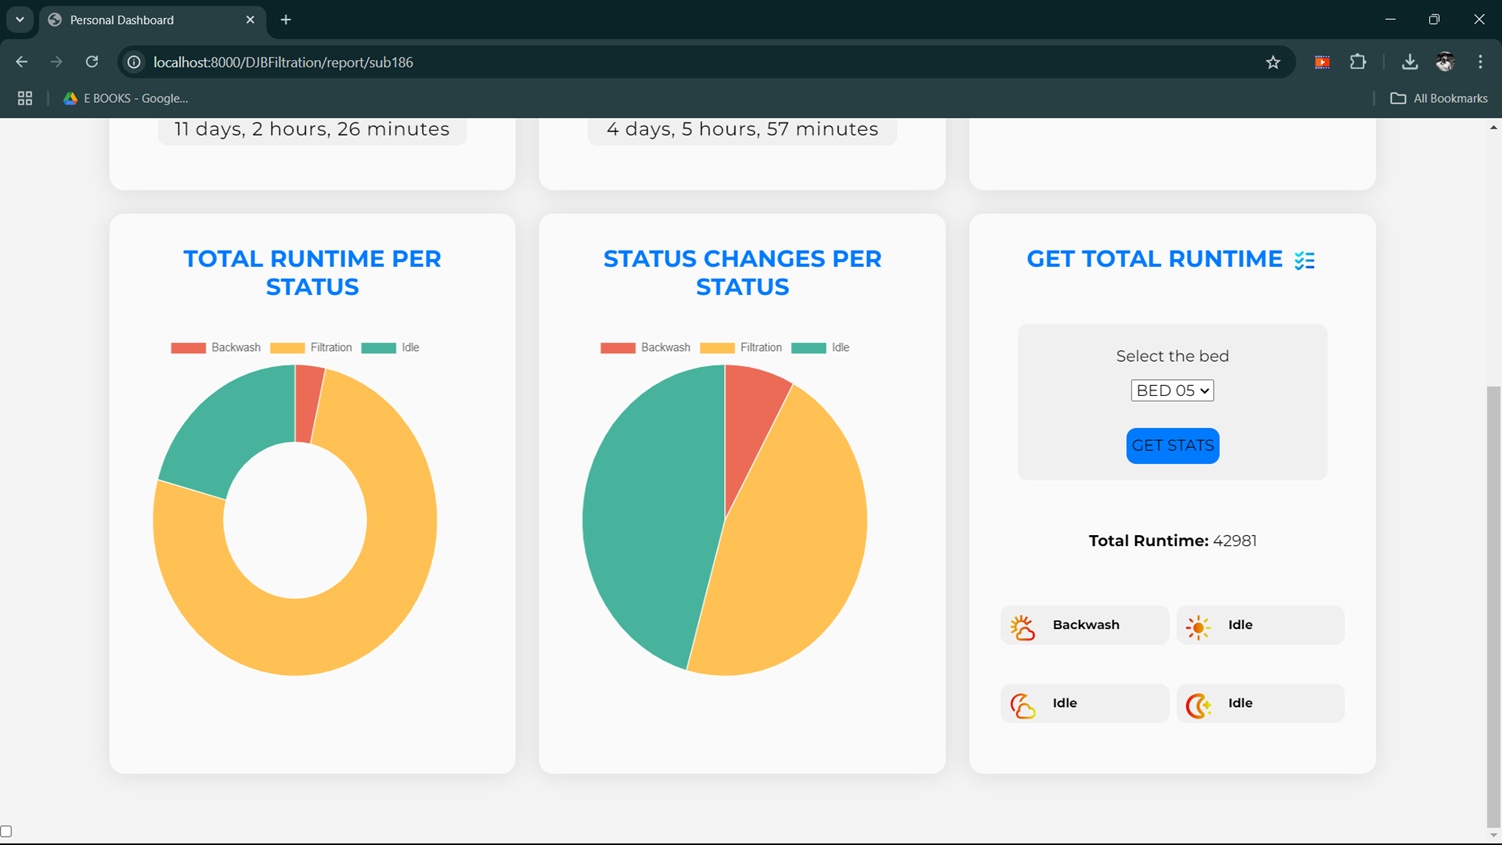 Personal Dashboard
localhost:8000/DJBFiltration/report/sub186
E BOOKS - Google...
All Bookmarks
11 days, 2 hours, 26 minutes
4 days, 5 hours, 57 minutes
TOTAL RUNTIME PER
STATUS
Backwash Filtration Idle
STATUS CHANGES PER
STATUS
Backwash Filtration Idle
GET TOTAL RUNTIME
Select the bed
BED 05
GET STATS
Total Runtime: 42981
Backwash
Idle
Idle
Idle